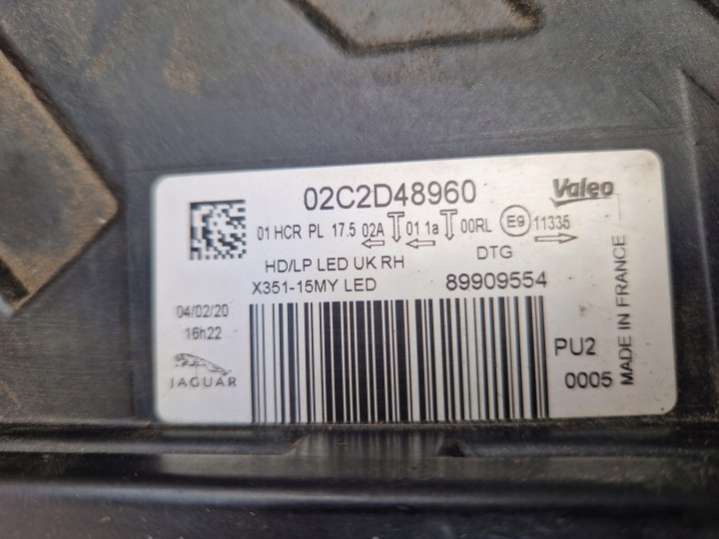 02C2D48960
Valeo
01 HCR PL 17.5 02A 01 1a 00RL E9 11335
HD/LP LED UK RH
DTG
X351-15MY LED
89909554
04/02/20
16h22
JAGUAR
PU2
0005
MADE IN FRANCE